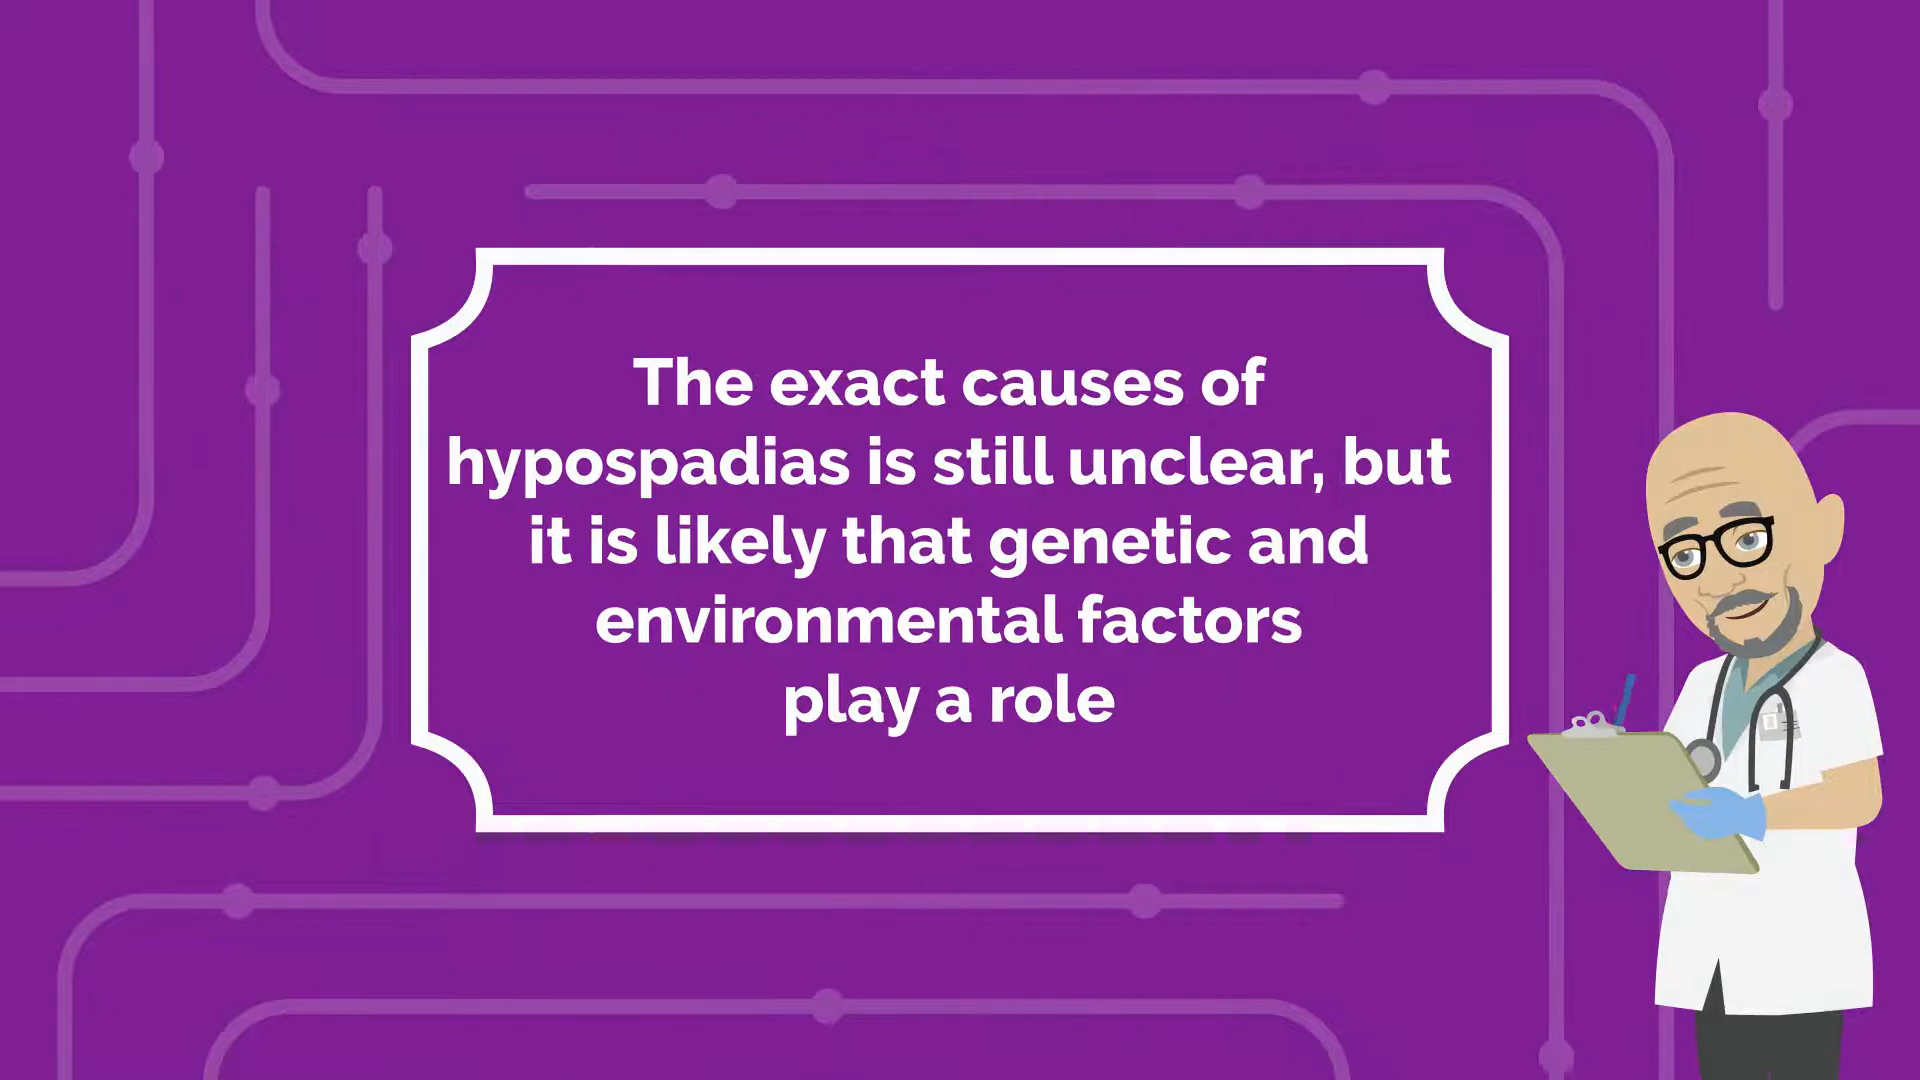 The exact causes of
hypospadias is still unclear, but
it is likely that genetic and
environmental factors
play a role